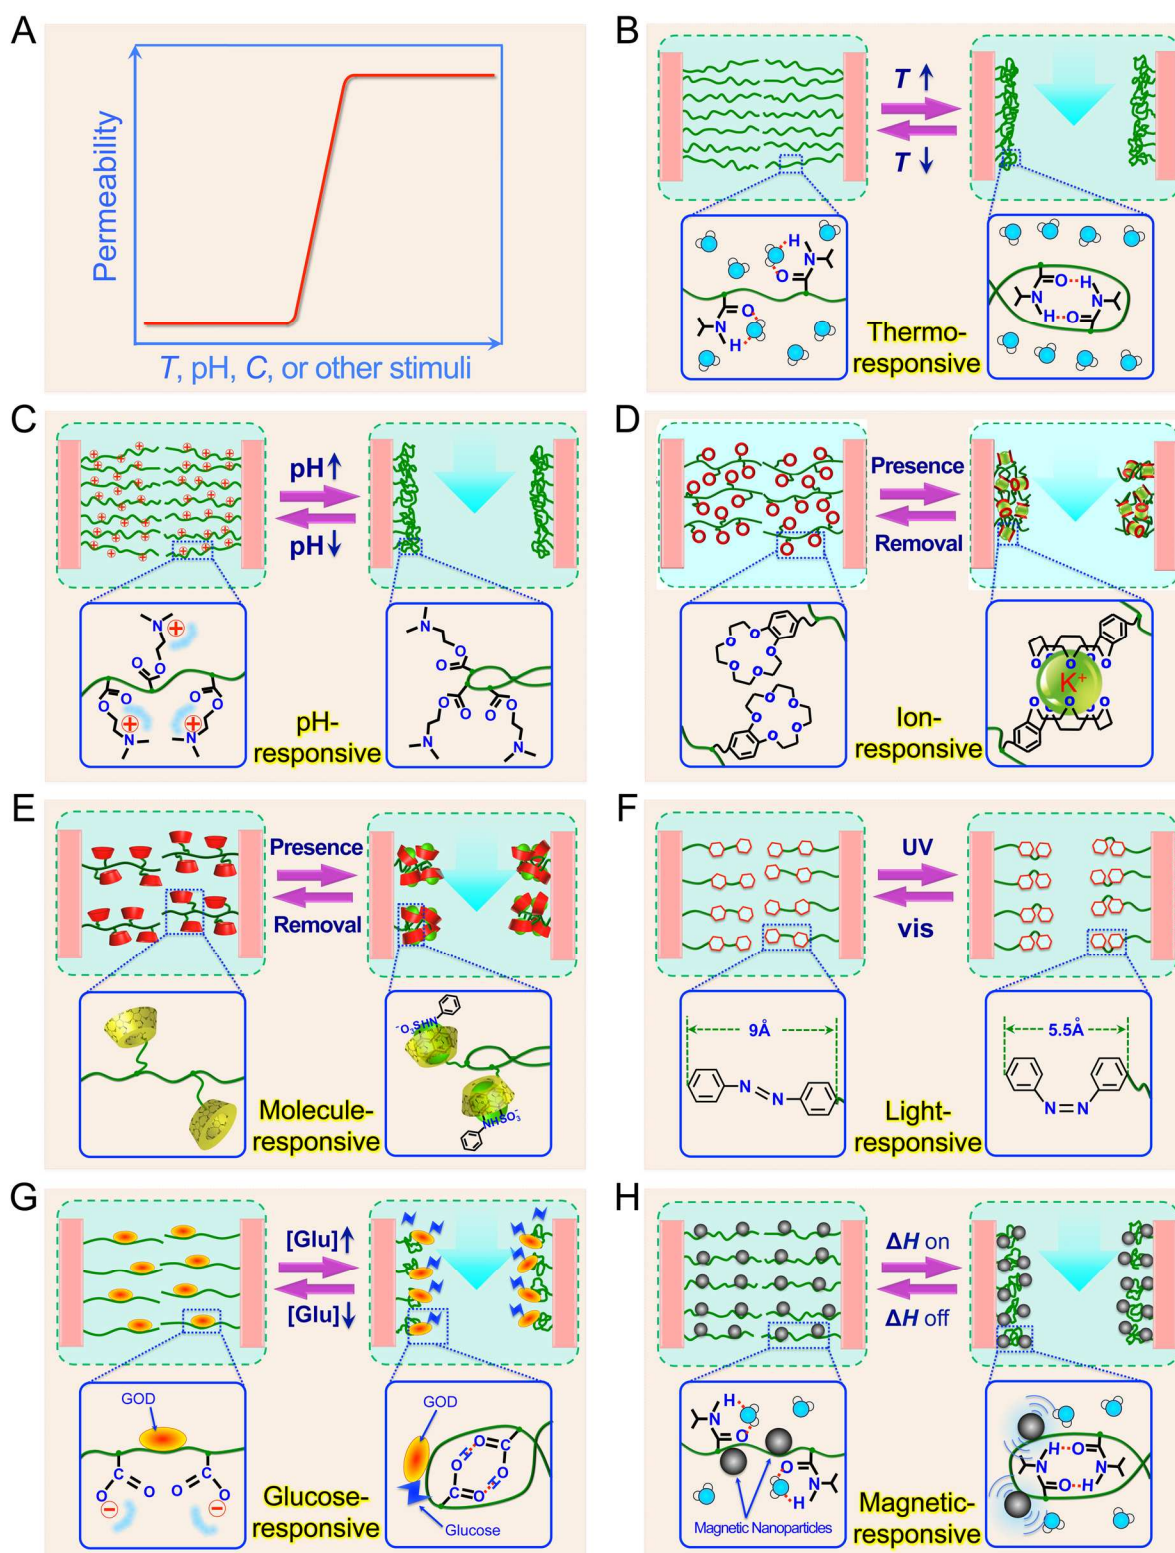 A
Permeability
T, pH, C, or other stimuli
B
T ↑
T ↓
H
N
O
O
N
H
O
H
N
N
H
O
Thermo-
responsive
C
pH ↑
pH ↓
N
+
O
O
O
O
O
O
N
+
+
N
N
O
O
O
O
O
O
N
N
pH-
responsive
D
Presence
Removal
O
O
O
O
O
O
O
O
O
O
O
O
K+
O
O
O
O
O
O
Ion-
responsive
E
Presence
Removal
-O3SHN
NHSO3-
Molecule-
responsive
F
UV
vis
9Å
N
N
5.5Å
N=N
Light-
responsive
G
[Glu] ↑
[Glu] ↓
GOD
C
O
O
−
C
O
O
−
GOD
H
O
C
O
O
C
O
H
Glucose
Glucose-
responsive
H
ΔH on
ΔH off
H
N
O
O
N
H
Magnetic Nanoparticles
N
H
O
O
H
N
Magnetic-
responsive